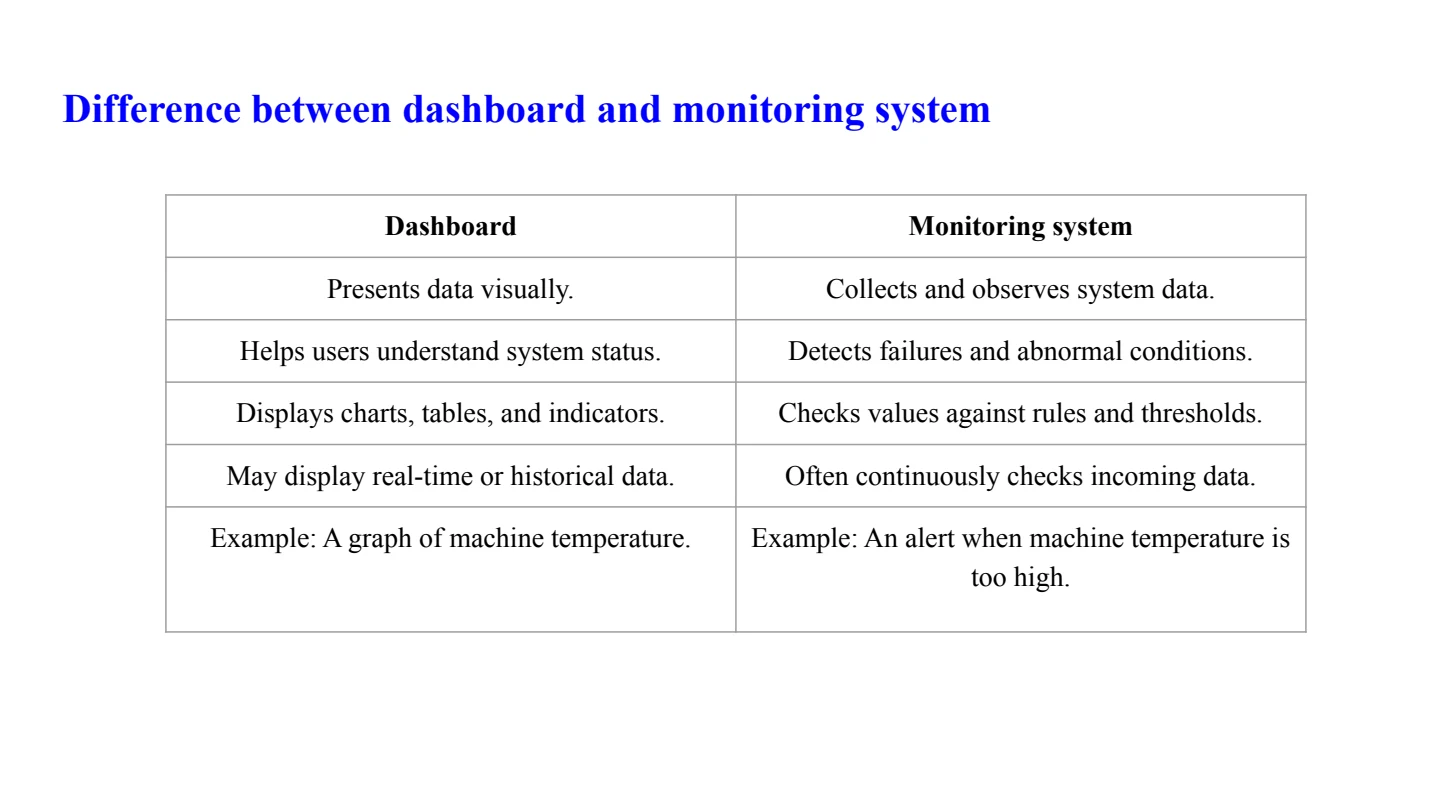 Difference between dashboard and monitoring system
Dashboard
Monitoring system
Presents data visually.
Collects and observes system data.
Helps users understand system status.
Detects failures and abnormal conditions.
Displays charts, tables, and indicators.
Checks values against rules and thresholds.
May display real-time or historical data.
Often continuously checks incoming data.
Example: A graph of machine temperature.
Example: An alert when machine temperature is
too high.